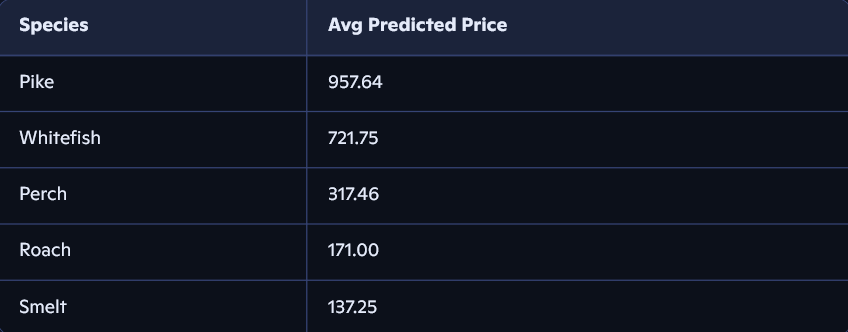 Species Avg Predicted Price
Pike 957.64
Whitefish 721.75
Perch 317.46
Roach 171.00
Smelt 137.25